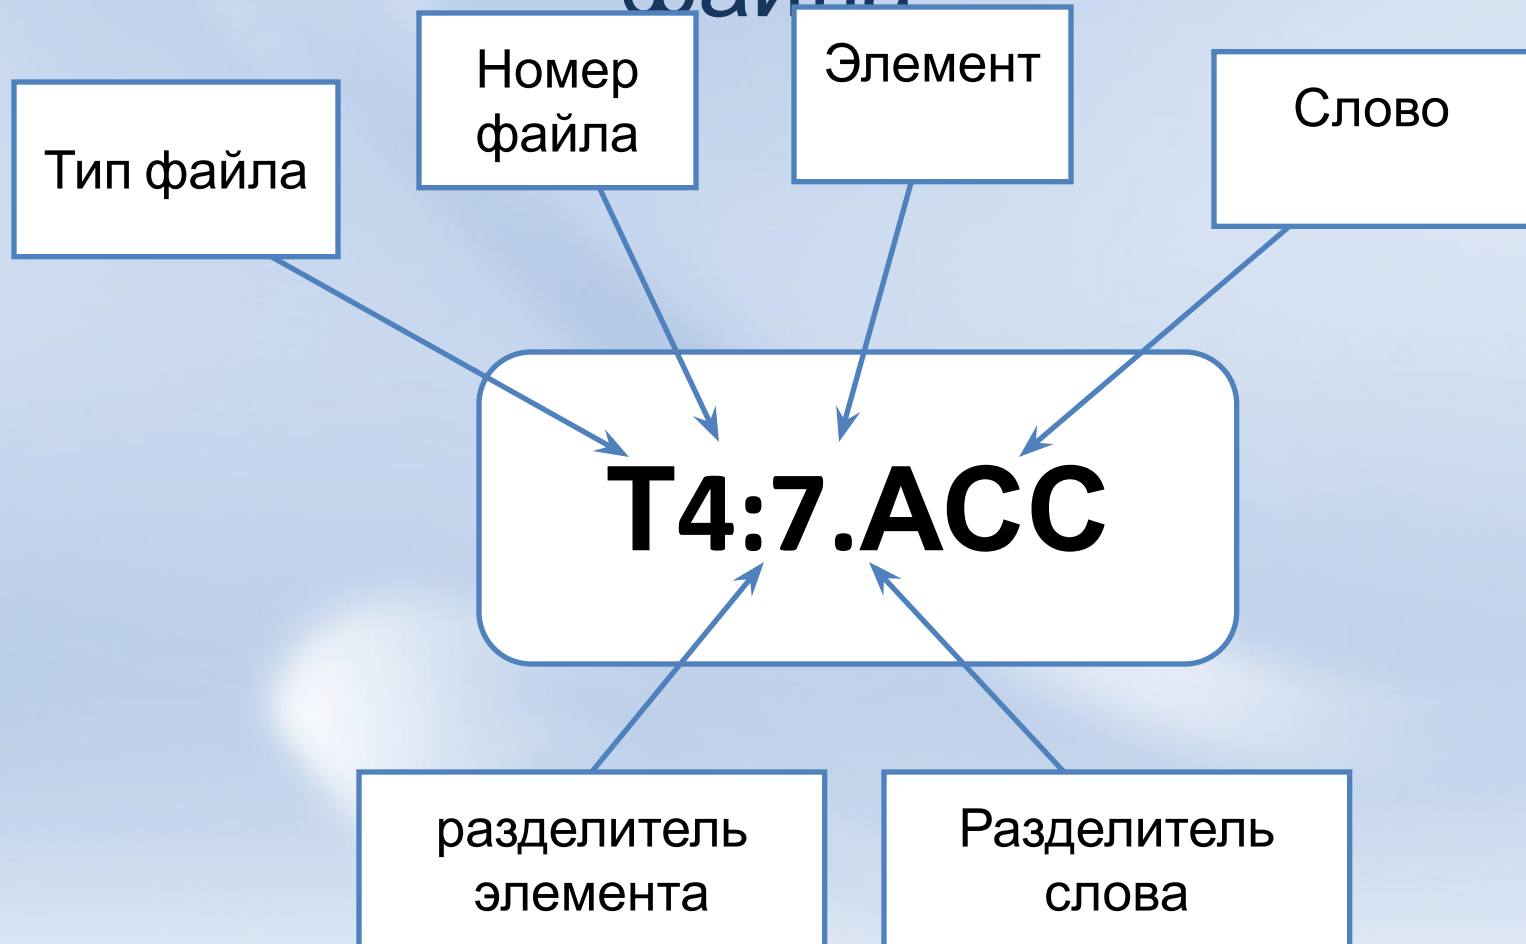 Номер
файла
Элемент
Слово
Тип файла
T4:7.ACC
разделитель
элемента
Разделитель
слова